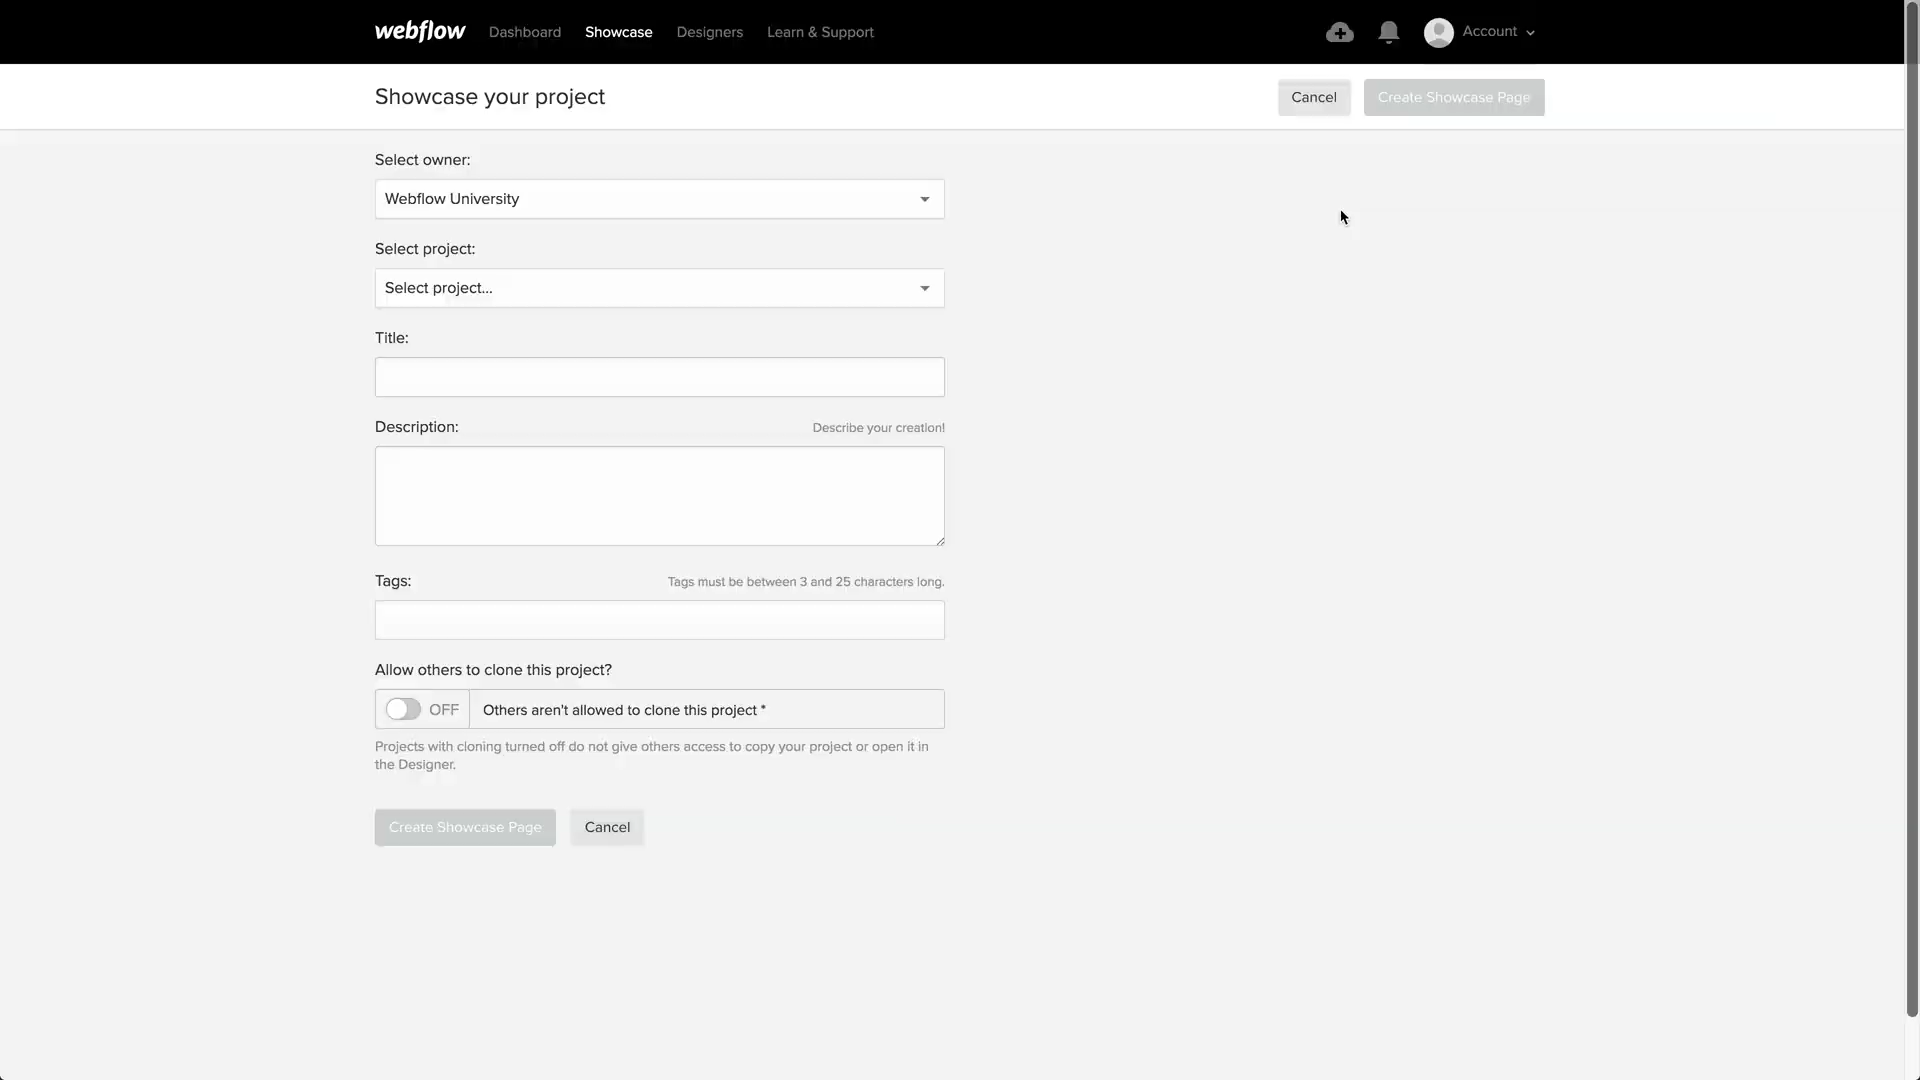 webflow Dashboard Showcase Designers Learn & Support Account
Showcase your project Cancel Create Showcase Page
Select owner:
Webflow University
Select project:
Select project...
Title:
Description: Describe your creation!
Tags: Tags must be between 3 and 25 characters long.
Allow others to clone this project?
OFF Others aren't allowed to clone this project *
Projects with cloning turned off do not give others access to copy your project or open it in
the Designer.
Create Showcase Page Cancel